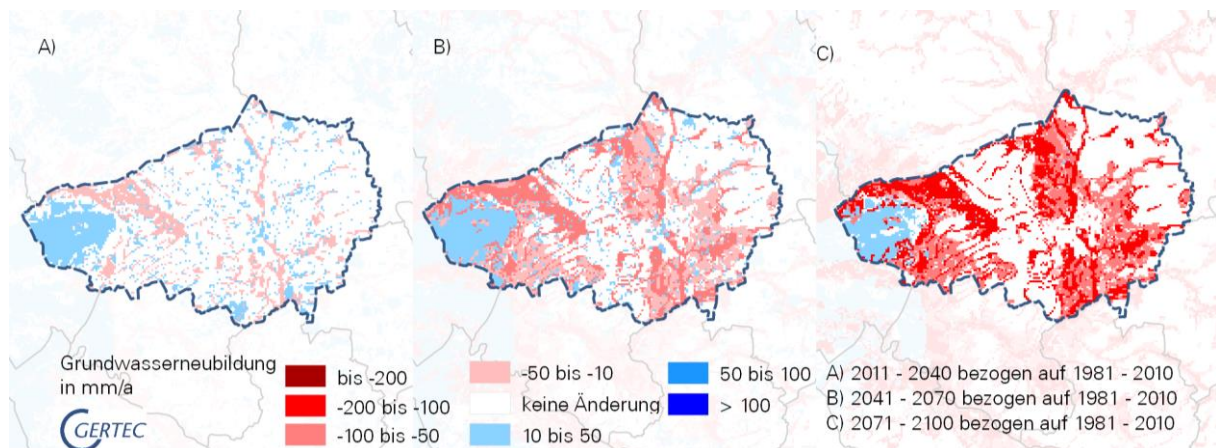 A)
B)
C)
Grundwasserneubildung
in mm/a
GERTEC
bis -200
-200 bis -100
-100 bis -50
-50 bis -10
keine Änderung
10 bis 50
50 bis 100
> 100
A) 2011 - 2040 bezogen auf 1981 - 2010
B) 2041 - 2070 bezogen auf 1981 - 2010
C) 2071 - 2100 bezogen auf 1981 - 2010